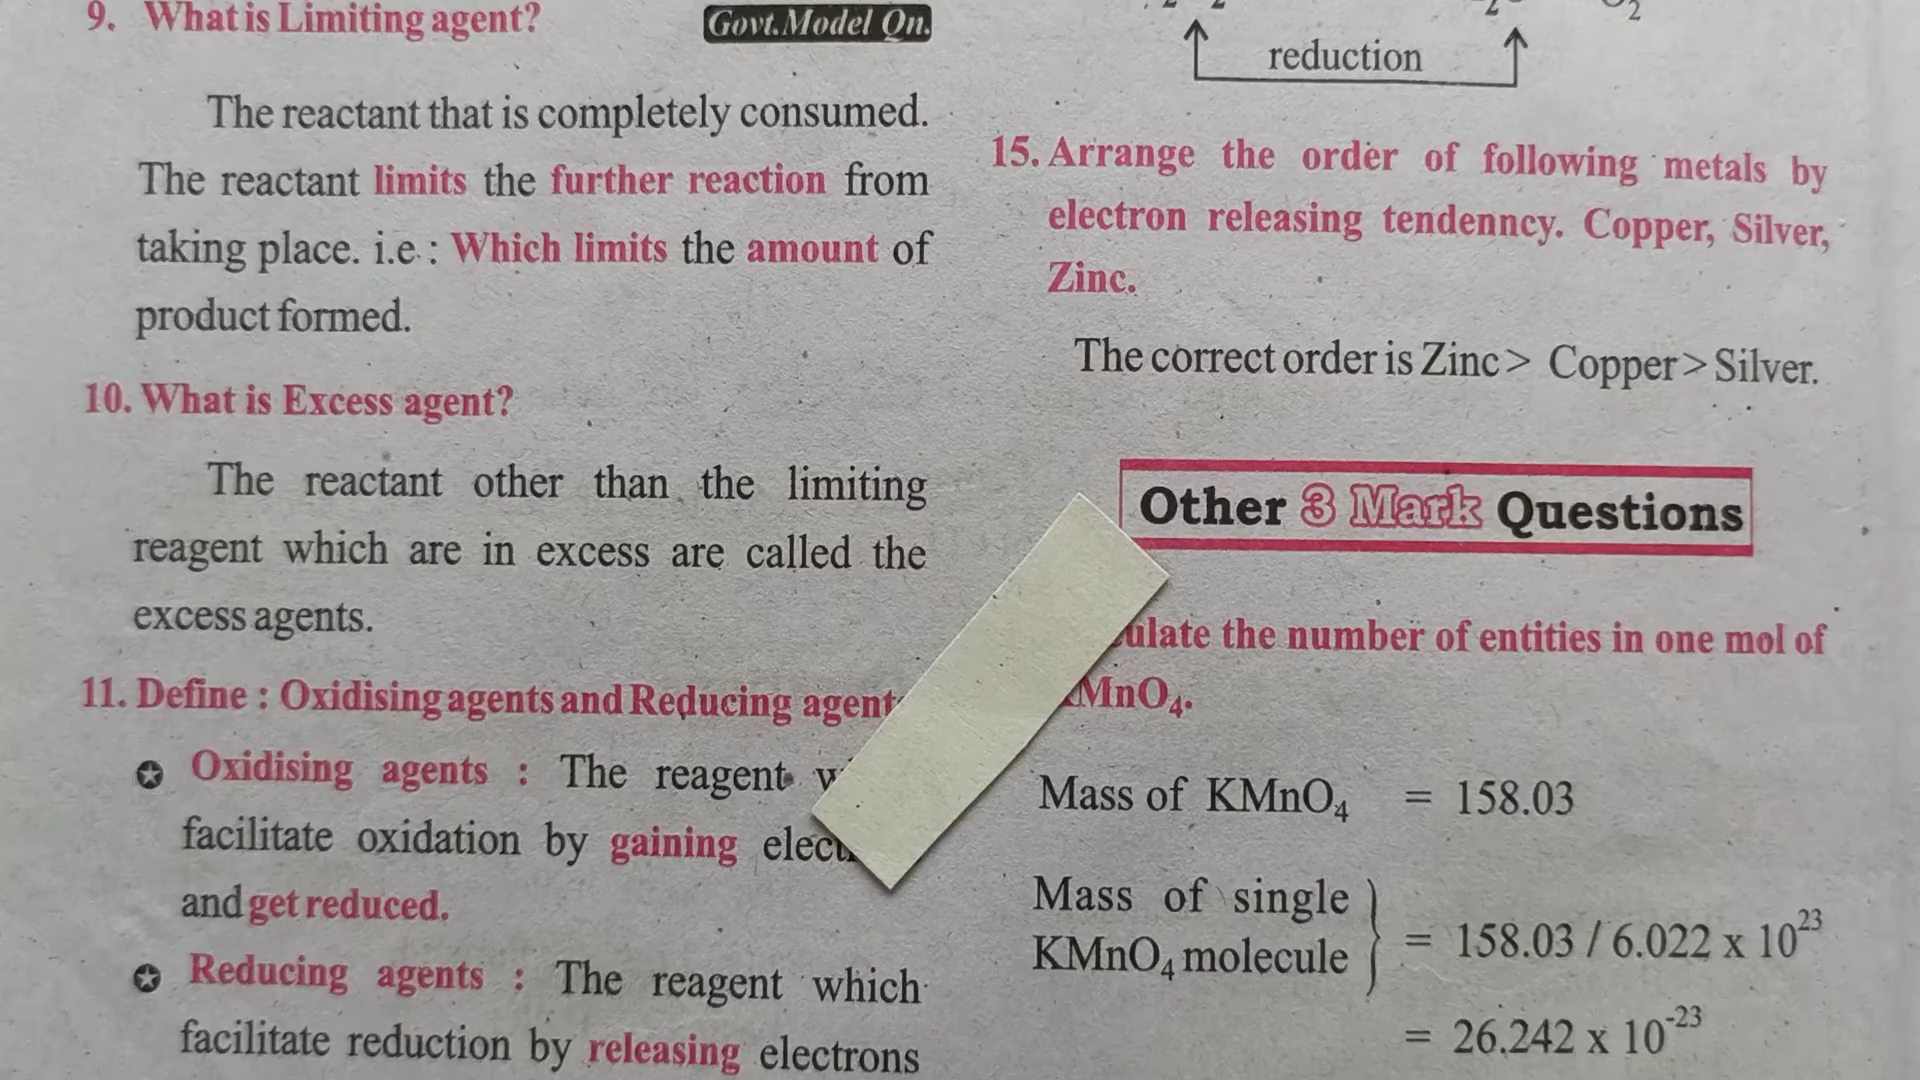 9. What is Limiting agent? Govt.Model Qn.
The reactant that is completely consumed.
The reactant limits the further reaction from
taking place. i.e : Which limits the amount of
product formed.
10. What is Excess agent?
The reactant other than the limiting
reagent which are in excess are called the
excess agents.
11. Define : Oxidising agents and Reducing
Oxidising agents : The reagent
facilitate oxidation by gaining
and get reduced.
Reducing agents : The reagent which
facilitate reduction by releasing electrons
reduction
15. Arrange the order of following metals by
electron releasing tendenncy. Copper, Silver,
Zinc.
The correct order is Zinc > Copper > Silver.
Other 3 Mark Questions
the number of entities in one mol of
MnO₄.
Mass of KMnO₄ = 158.03
Mass of single
KMnO₄ molecule } = 158.03 / 6.022 x 10²³
= 26.242 x 10⁻²³